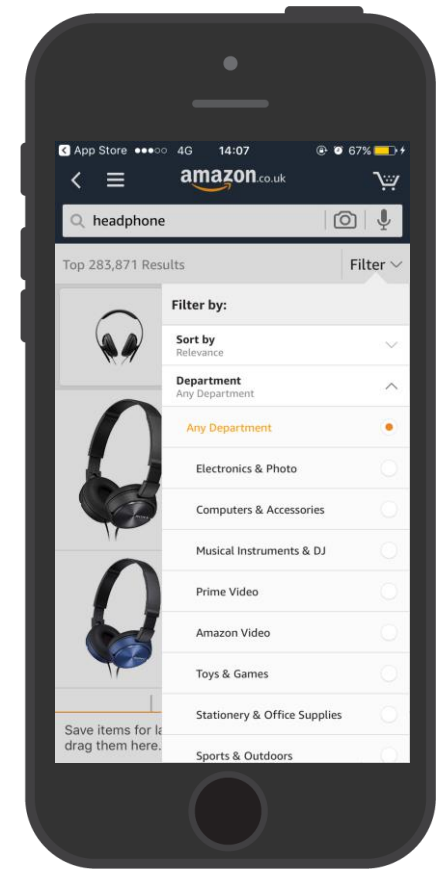 App Store 4G 14:07 67%
amazon.co.uk
headphone
Top 283,871 Results Filter
Filter by:
Sort by
Relevance
Department
Any Department
Any Department
Electronics & Photo
Computers & Accessories
Musical Instruments & DJ
Prime Video
Amazon Video
Toys & Games
Stationery & Office Supplies
Sports & Outdoors
Save items for la
drag them here.